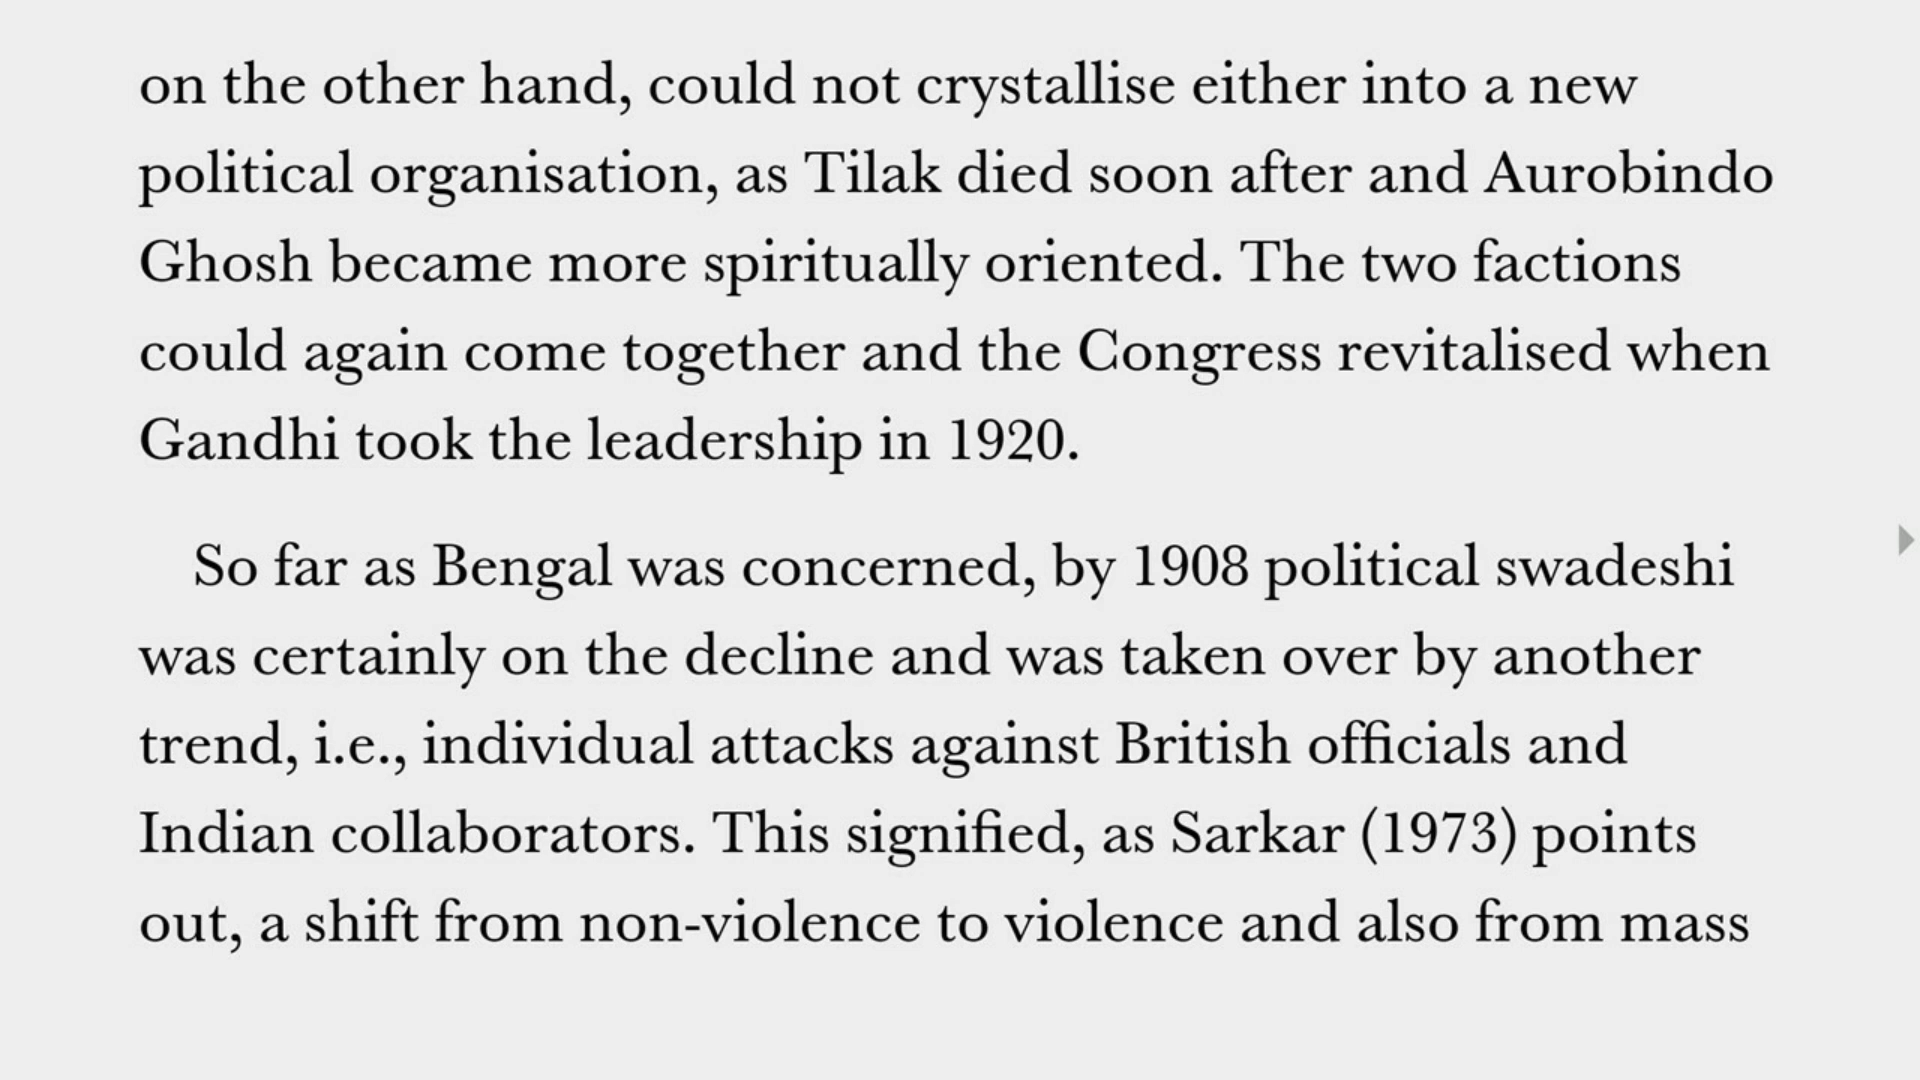 on the other hand, could not crystallise either into a new
political organisation, as Tilak died soon after and Aurobindo
Ghosh became more spiritually oriented. The two factions
could again come together and the Congress revitalised when
Gandhi took the leadership in 1920.
So far as Bengal was concerned, by 1908 political swadeshi
was certainly on the decline and was taken over by another
trend, i.e., individual attacks against British officials and
Indian collaborators. This signified, as Sarkar (1973) points
out, a shift from non-violence to violence and also from mass